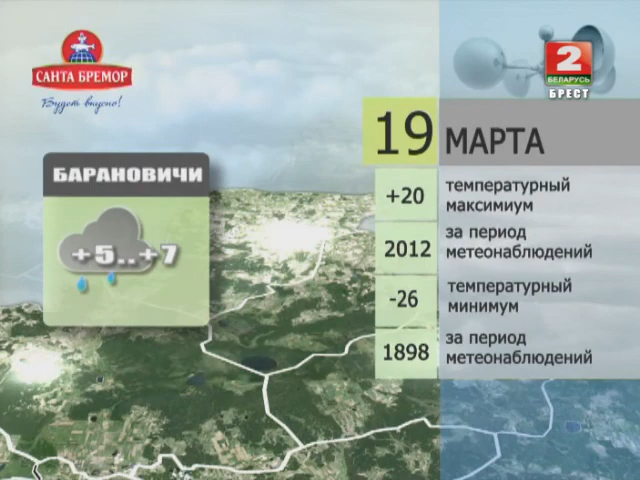 САНТА БРЕМОР
Будет вкусно!
2
БЕЛАРУСЬ
БРЕСТ
19 МАРТА
БАРАНОВИЧИ
+5..+7
+20
температурный
максимиум
2012
за период
метеонаблюдений
-26
температурный
минимум
1898
за период
метеонаблюдений